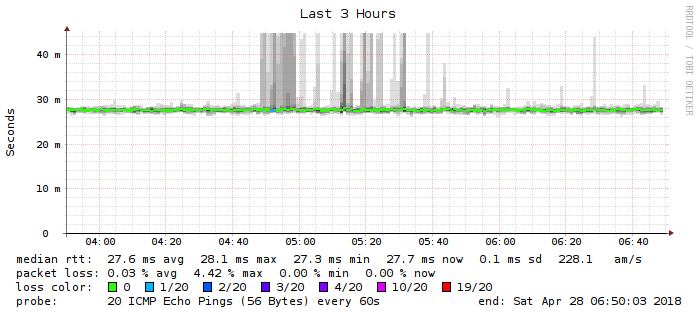 Last 3 Hours
RRDTOOL / TOBI OETIKER
Seconds
40 m
30 m
20 m
10 m
0
04:00 04:20 04:40 05:00 05:20 05:40 06:00 06:20 06:40
median rtt: 27.6 ms avg 28.1 ms max 27.3 ms min 27.7 ms now 0.1 ms sd 228.1 am/s
packet loss: 0.03 % avg 4.42 % max 0.00 % min 0.00 % now
loss color: 0 1/20 2/20 3/20 4/20 10/20 19/20
probe: 20 ICMP Echo Pings (56 Bytes) every 60s end: Sat Apr 28 06:50:03 2018